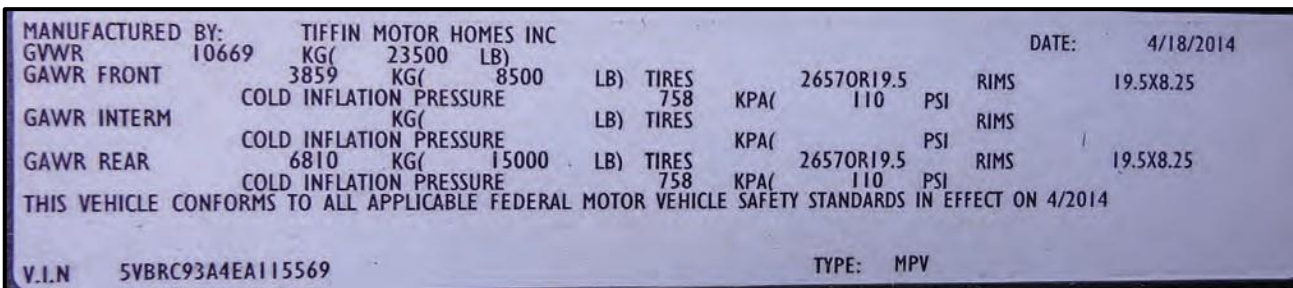 MANUFACTURED BY: TIFFIN MOTOR HOMES INC DATE: 4/18/2014
GVWR 10669 KG( 23500 LB)
GAWR FRONT 3859 KG( 8500 LB) TIRES 26570R19.5 RIMS 19.5X8.25
COLD INFLATION PRESSURE 758 KPA( 110 PSI
GAWR INTERM KG( LB) TIRES RIMS
COLD INFLATION PRESSURE KPA( PSI
GAWR REAR 6810 KG( 15000 LB) TIRES 26570R19.5 RIMS 19.5X8.25
COLD INFLATION PRESSURE 758 KPA( 110 PSI
THIS VEHICLE CONFORMS TO ALL APPLICABLE FEDERAL MOTOR VEHICLE SAFETY STANDARDS IN EFFECT ON 4/2014
V.I.N 5VBRC93A4EA115569 TYPE: MPV